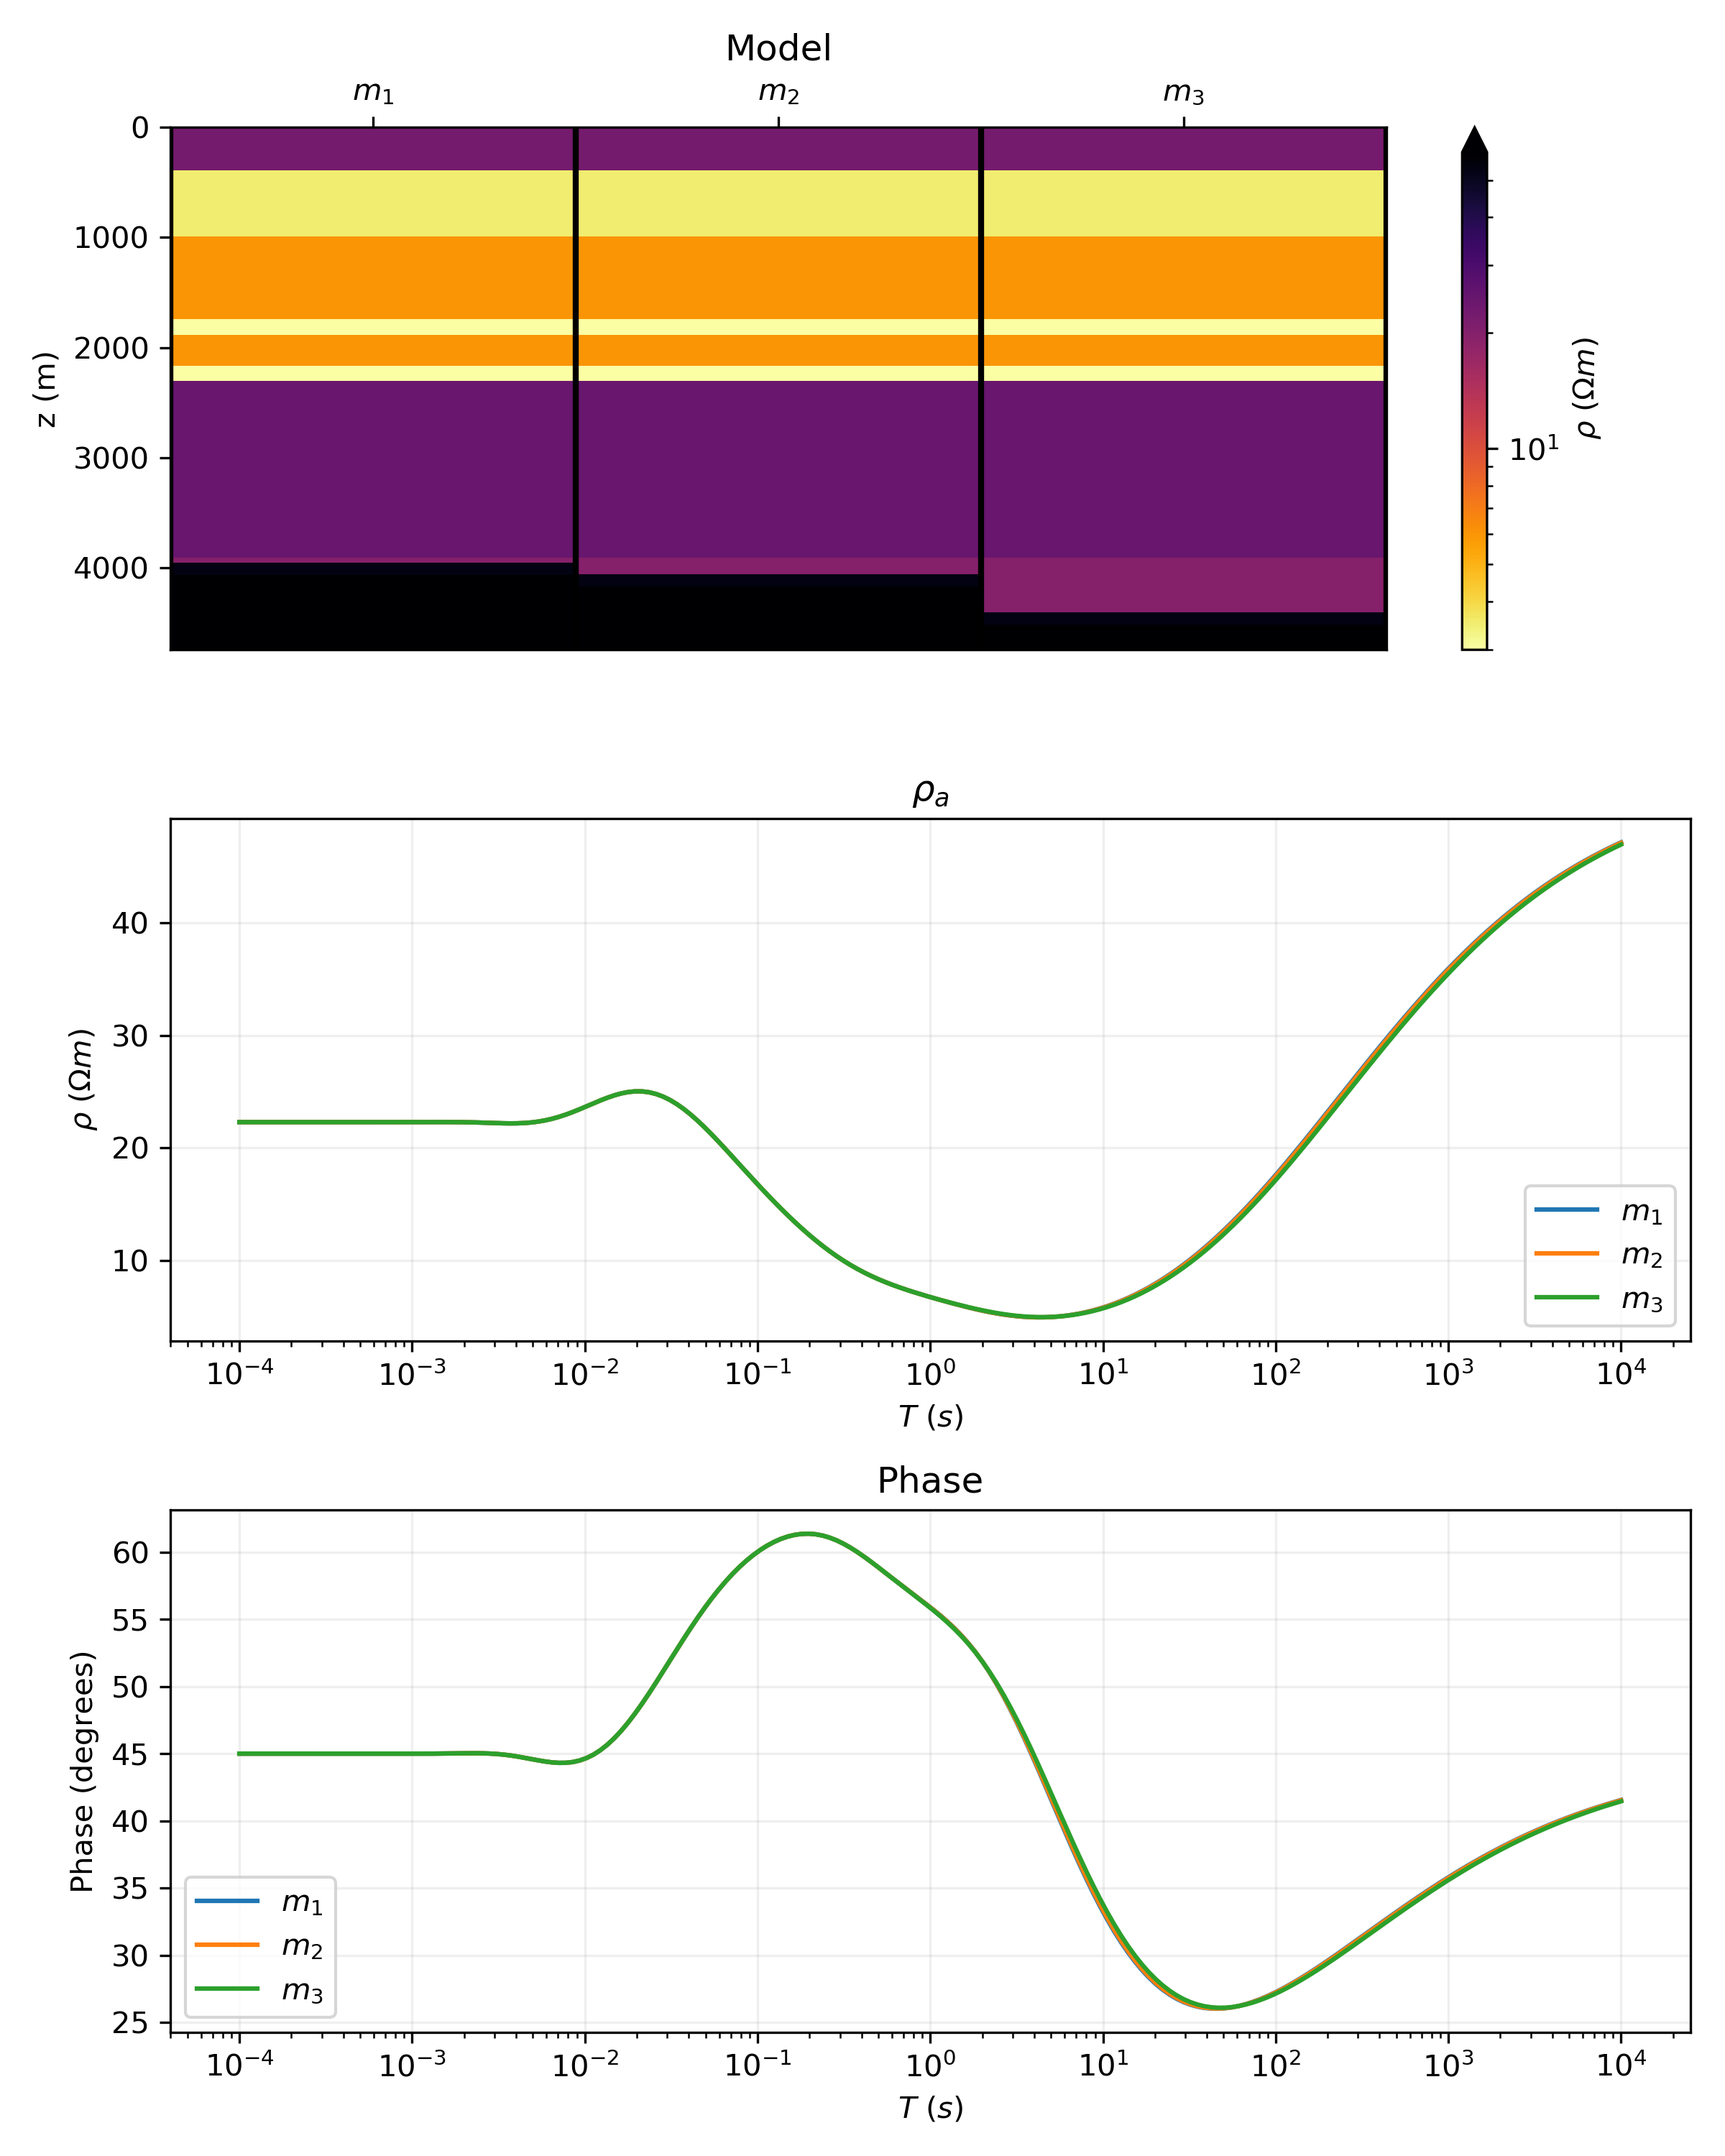 Model
m₁ m₂ m₃
0
1000
2000
3000
4000
z (m)
10¹
ρ (Ωm)
ρₐ
40
30
20
10
ρ (Ωm)
m₁
m₂
m₃
10⁻⁴ 10⁻³ 10⁻² 10⁻¹ 10⁰ 10¹ 10² 10³ 10⁴
T (s)
Phase
60
55
50
45
40
35
30
25
Phase (degrees)
m₁
m₂
m₃
10⁻⁴ 10⁻³ 10⁻² 10⁻¹ 10⁰ 10¹ 10² 10³ 10⁴
T (s)